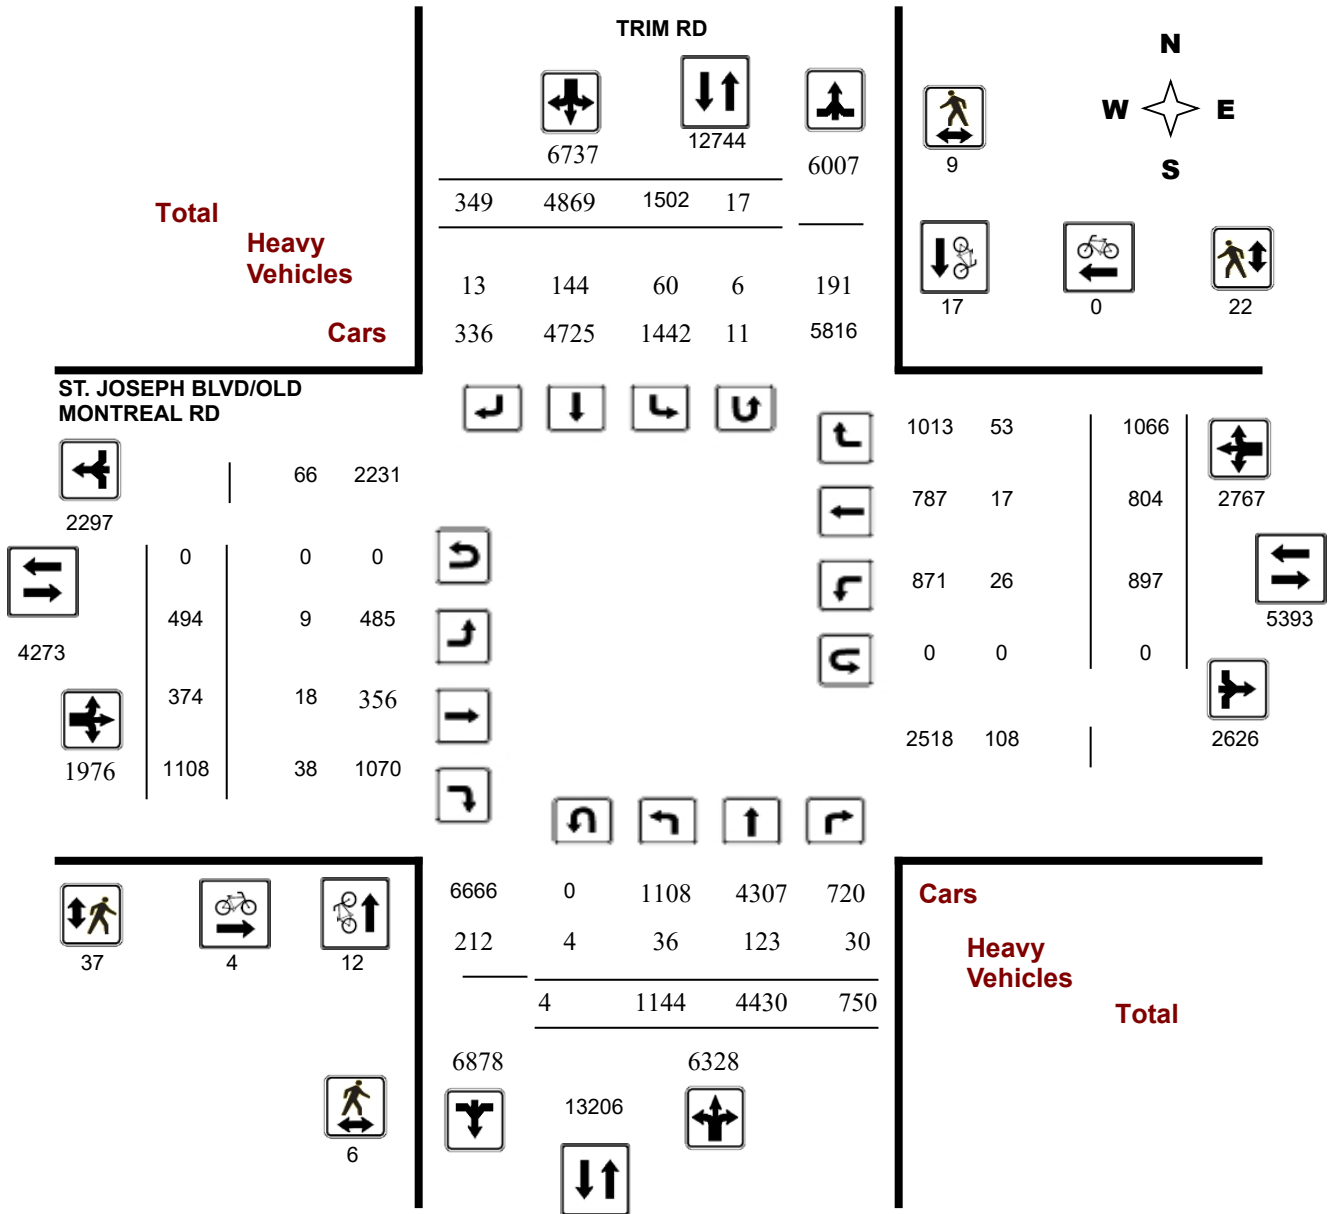 TRIM RD
N
W E
S
6737 12744 6007 9
349 4869 1502 17
Total
Heavy
Vehicles
13 144 60 6 191
17 0 22
Cars
336 4725 1442 11 5816
ST. JOSEPH BLVD/OLD
MONTREAL RD
1013 53 1066
66 2231
787 17 804 2767
2297
0 0 0
871 26 897
494 9 485
5393
4273
0 0 0
374 18 356
2518 108 2626
1976 1108 38 1070
6666 0 1108 4307 720
Cars
212 4 36 123 30
Heavy
Vehicles
37 4 12
4 1144 4430 750
Total
6878 6328
13206
6